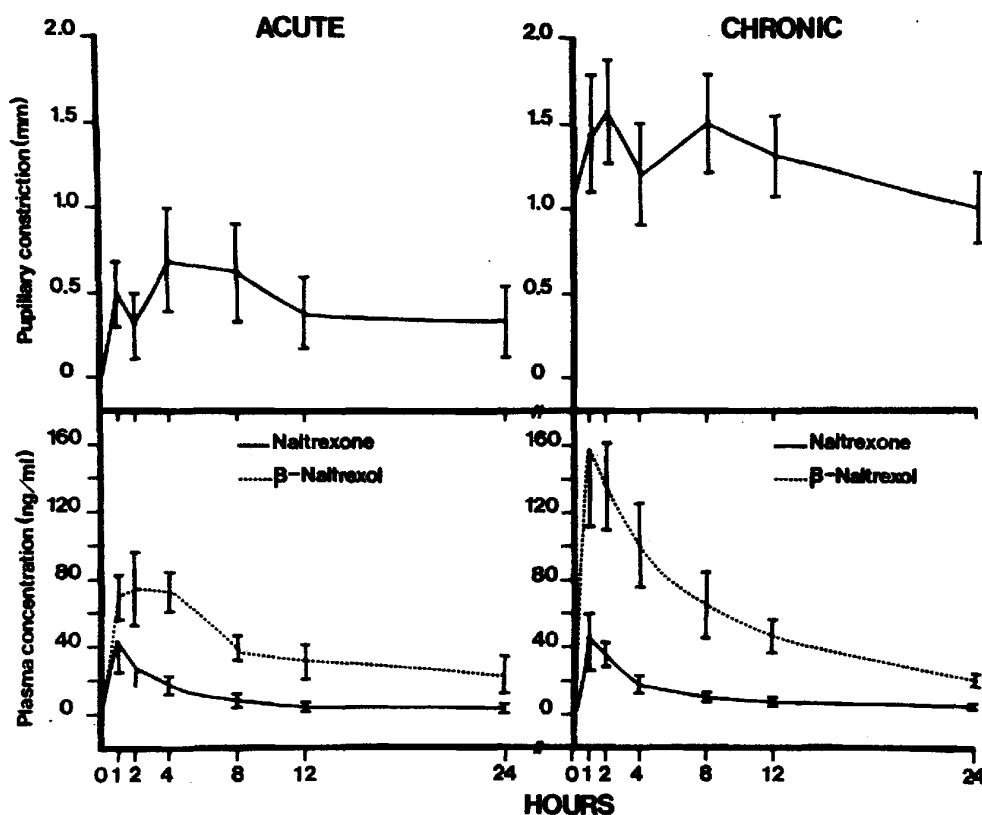 ACUTE
CHRONIC
Pupillary constriction (mm)
2.0
1.5
1.0
0.5
0
2.0
1.5
1.0
0.5
0
Plasma concentration (ng/ml)
160
120
80
40
0
Naltrexone
β-Naltrexol
160
120
80
40
0
Naltrexone
β-Naltrexol
0 1 2 4 8 12 24
0 1 2 4 8 12 24
HOURS